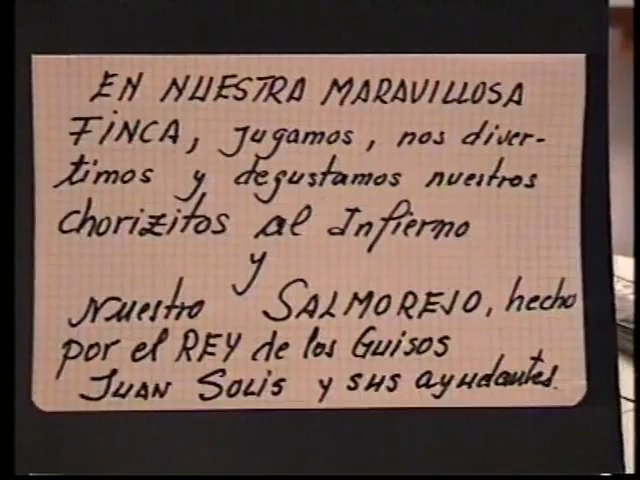 EN NUESTRA MARAVILLOSA
FINCA, jugamos, nos diver-
timos y degustamos nuestros
chorizitos al Infierno
y
Nuestro SALMOREJO, hecho
por el REY de los Guisos
JUAN SOLIS y sus ayudantes.